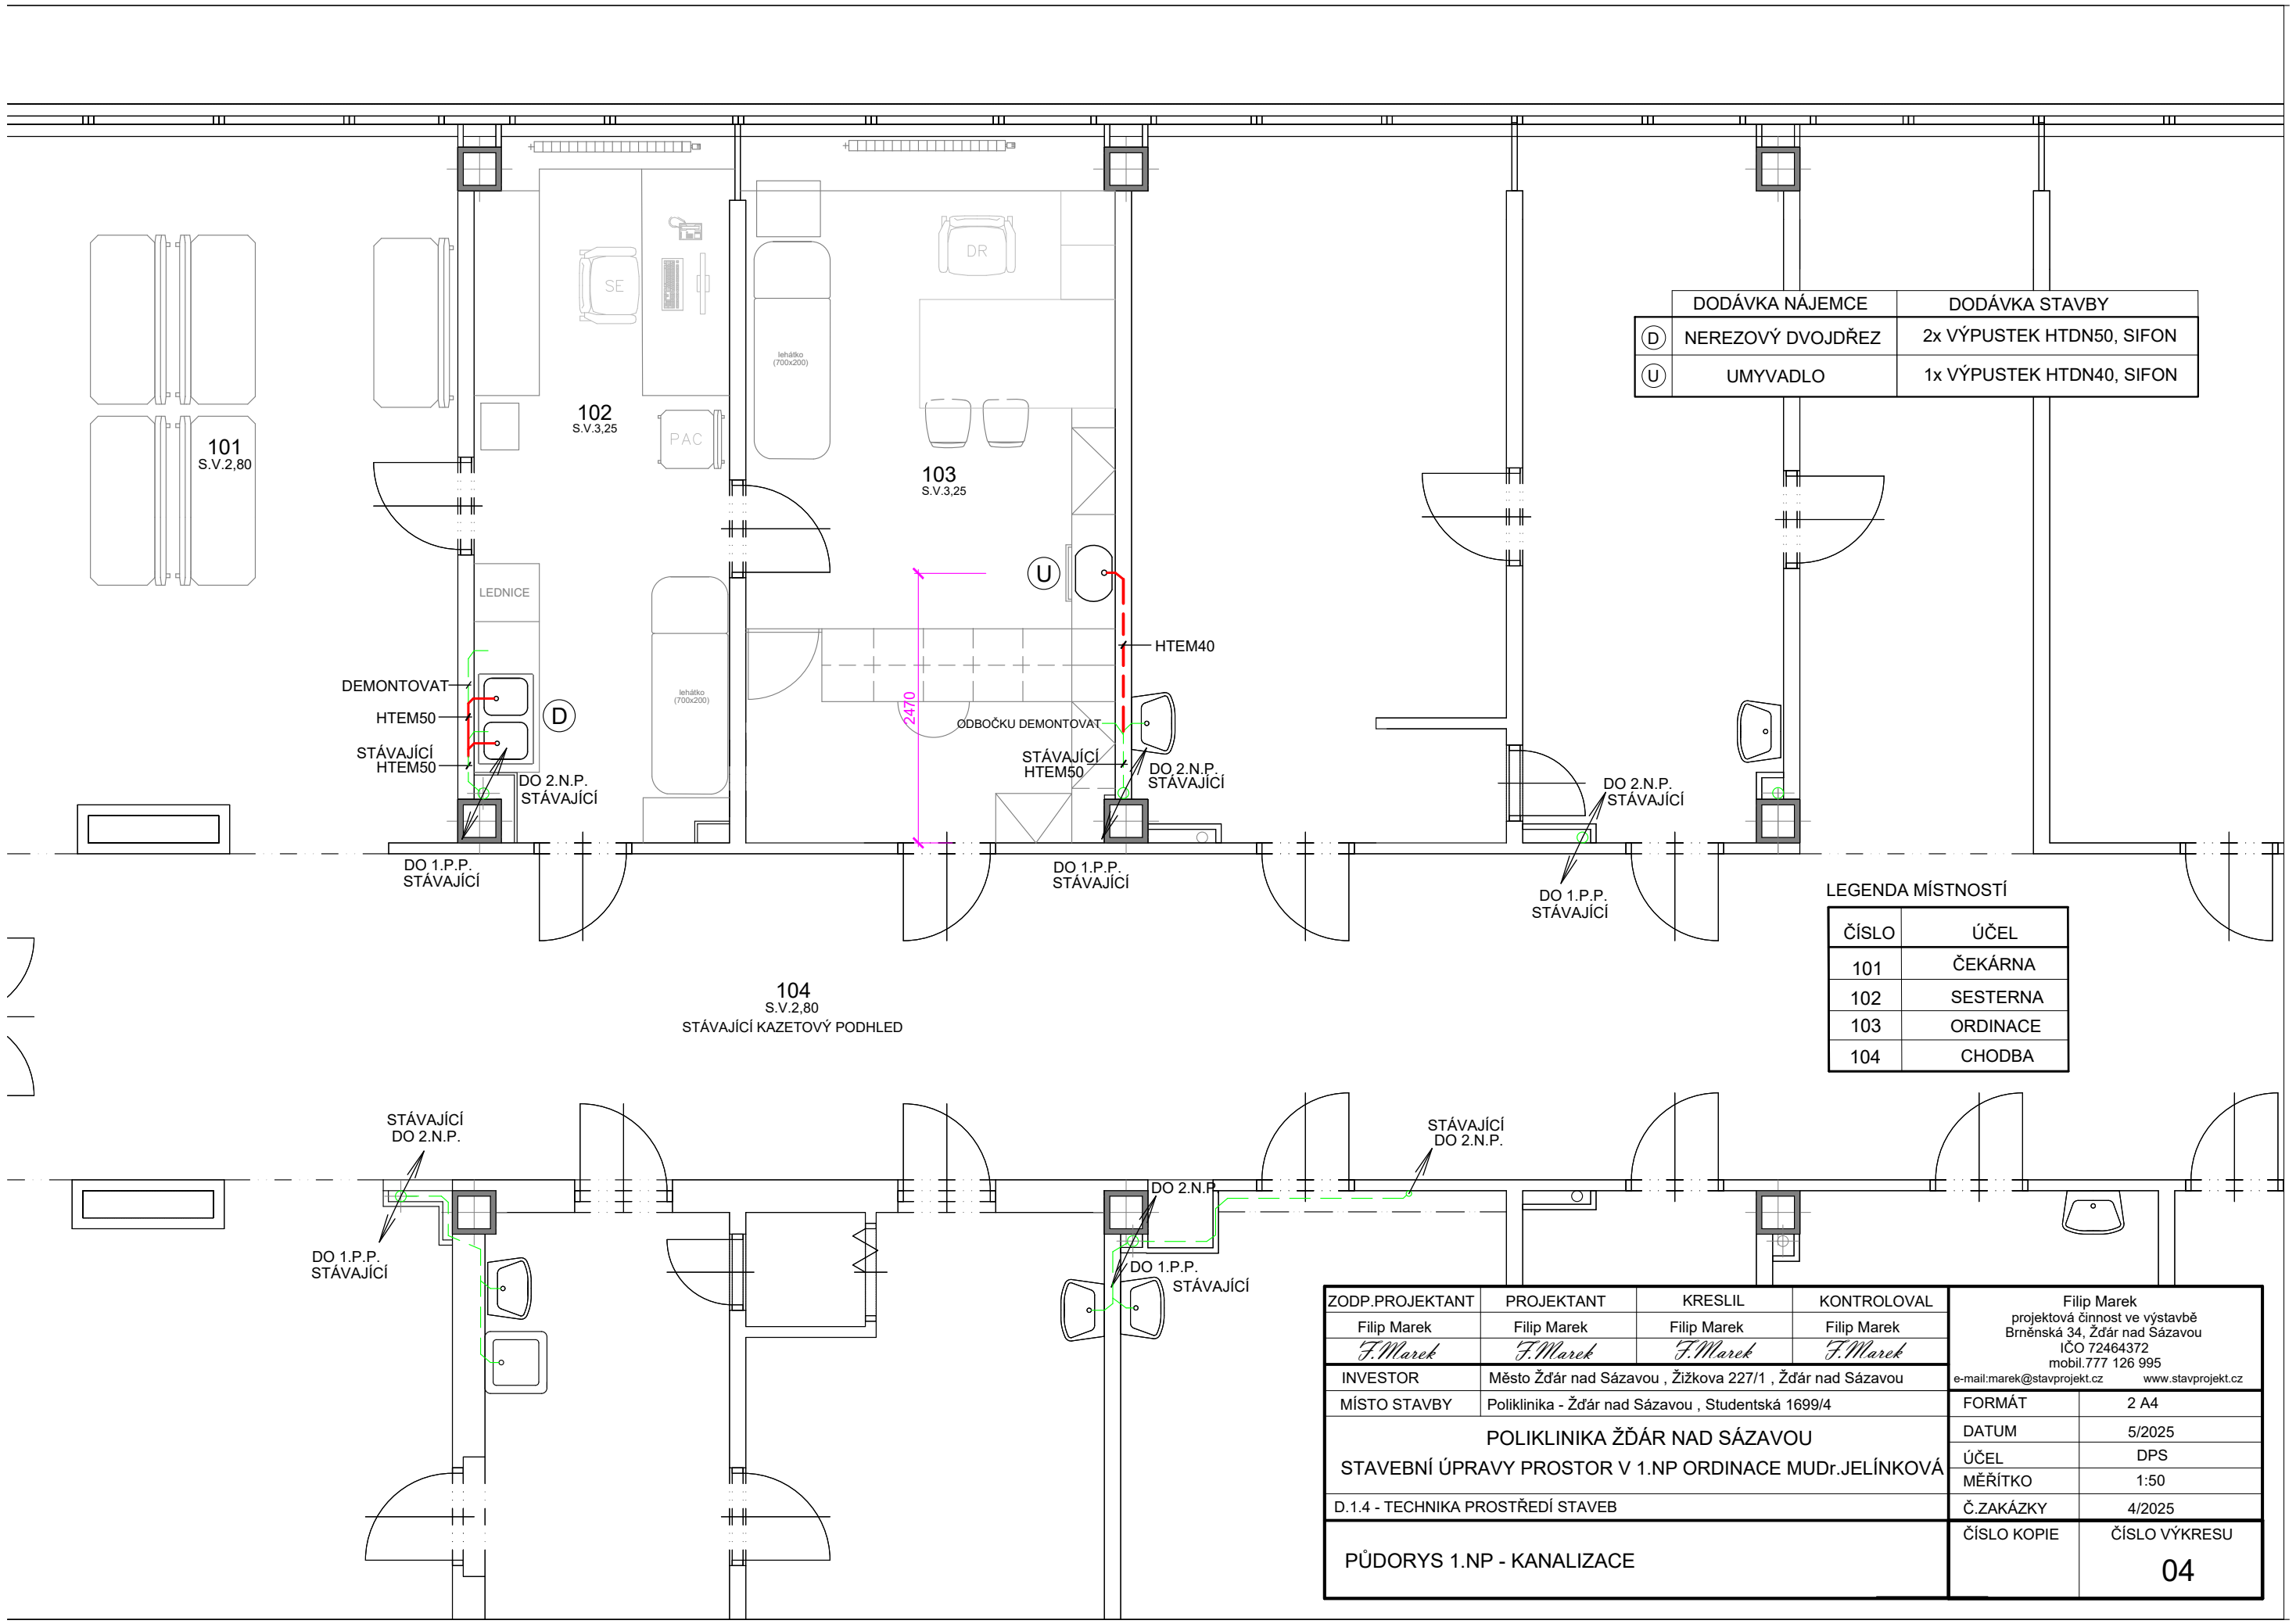 DODÁVKA NÁJEMCE
DODÁVKA STAVBY
D
NEREZOVÝ DVOJDŘEZ
2x VÝPUSTEK HTDN50, SIFON
U
UMYVADLO
1x VÝPUSTEK HTDN40, SIFON
SE
DR
PAC
lehátko
(700x200)
101
S.V.2,80
102
S.V.3,25
103
S.V.3,25
LEDNICE
U
HTEM40
DEMONTOVAT
HTEM50
STÁVAJÍCÍ
HTEM50
D
lehátko
(700x200)
2470
ODBOČKU DEMONTOVAT
STÁVAJÍCÍ
HTEM50
DO 2.N.P.
STÁVAJÍCÍ
DO 2.N.P.
STÁVAJÍCÍ
DO 2.N.P.
STÁVAJÍCÍ
DO 1.P.P.
STÁVAJÍCÍ
DO 1.P.P.
STÁVAJÍCÍ
DO 1.P.P.
STÁVAJÍCÍ
LEGENDA MÍSTNOSTÍ
ČÍSLO
ÚČEL
101
ČEKÁRNA
102
SESTERNA
103
ORDINACE
104
CHODBA
104
S.V.2,80
STÁVAJÍCÍ KAZETOVÝ PODHLED
STÁVAJÍCÍ
DO 2.N.P.
STÁVAJÍCÍ
DO 2.N.P.
DO 2.N.P
DO 1.P.P.
STÁVAJÍCÍ
DO 1.P.P.
STÁVAJÍCÍ
ZODP.PROJEKTANT
PROJEKTANT
KRESLIL
KONTROLOVAL
Filip Marek
Filip Marek
Filip Marek
Filip Marek
F.Marek
F.Marek
F.Marek
F.Marek
Filip Marek
projektová činnost ve výstavbě
Brněnská 34, Žďár nad Sázavou
IČO 72464372
mobil.777 126 995
e-mail:marek@stavprojekt.cz www.stavprojekt.cz
INVESTOR
Město Žďár nad Sázavou , Žižkova 227/1 , Žďár nad Sázavou
MÍSTO STAVBY
Poliklinika - Žďár nad Sázavou , Studentská 1699/4
POLIKLINIKA ŽĎÁR NAD SÁZAVOU
STAVEBNÍ ÚPRAVY PROSTOR V 1.NP ORDINACE MUDr.JELÍNKOVÁ
D.1.4 - TECHNIKA PROSTŘEDÍ STAVEB
FORMÁT
2 A4
DATUM
5/2025
ÚČEL
DPS
MĚŘÍTKO
1:50
Č.ZAKÁZKY
4/2025
PŮDORYS 1.NP - KANALIZACE
ČÍSLO KOPIE
ČÍSLO VÝKRESU
04